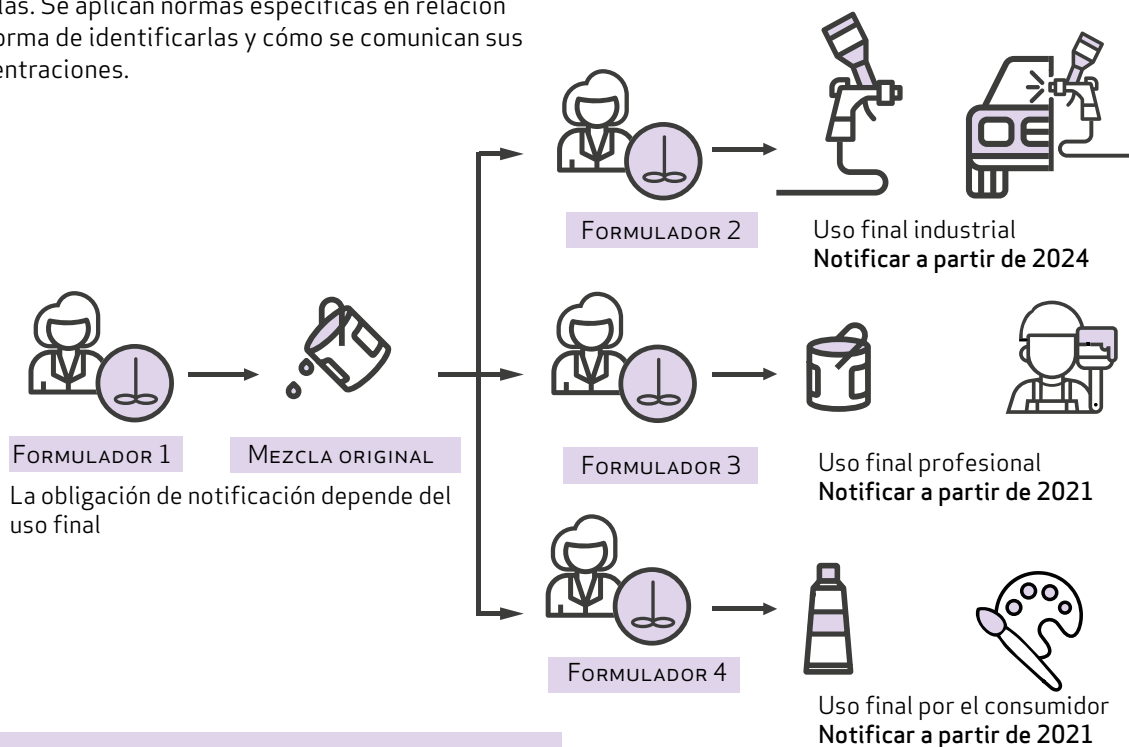 las. Se aplican normas específicas en relación
orma de identificarlas y cómo se comunican sus
entraciones.
FORMULADOR 2
Uso final industrial
Notificar a partir de 2024
FORMULADOR 1
MEZCLA ORIGINAL
La obligación de notificación depende del
uso final
FORMULADOR 3
Uso final profesional
Notificar a partir de 2021
FORMULADOR 4
Uso final por el consumidor
Notificar a partir de 2021